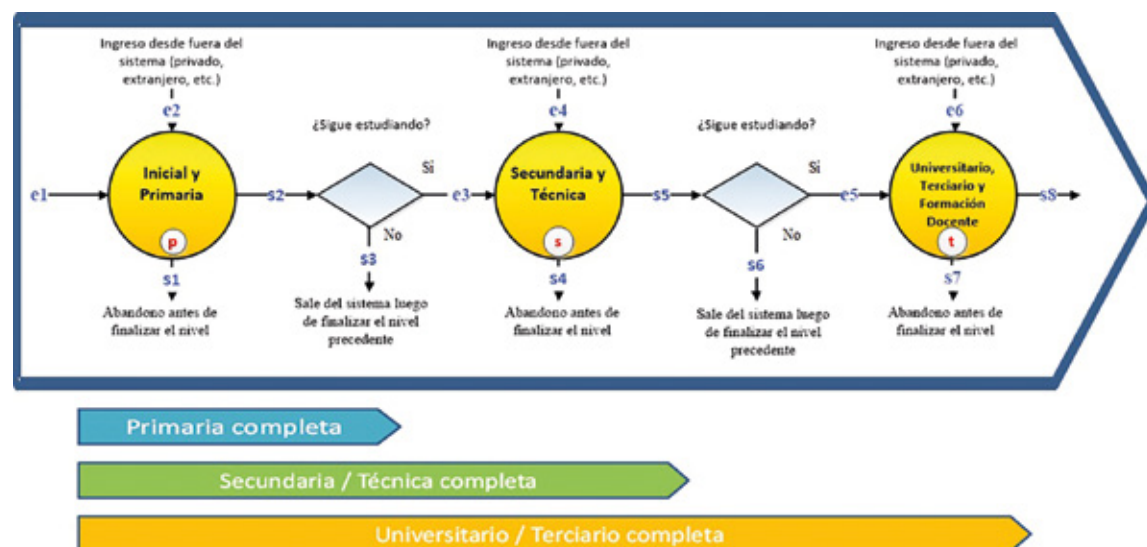 Ingreso desde fuera del
sistema (privado,
extranjero, etc.)
e2
¿Sigue estudiando?
e1
Inicial y
Primaria
p
s2
Si
No
s3
s1
Abandono antes de
finalizar el nivel
Sale del sistema luego
de finalizar el nivel
precedente
Ingreso desde fuera del
sistema (privado,
extranjero, etc.)
e4
¿Sigue estudiando?
e3
Secundaria y
Técnica
s
s5
Si
No
s6
s4
Abandono antes de
finalizar el nivel
Sale del sistema luego
de finalizar el nivel
precedente
Ingreso desde fuera del
sistema (privado,
extranjero, etc.)
e6
e5
Universitario,
Terciario y
Formación
Docente
t
s8
s7
Abandono antes de
finalizar el nivel
Primaria completa
Secundaria / Técnica completa
Universitario / Terciario completa